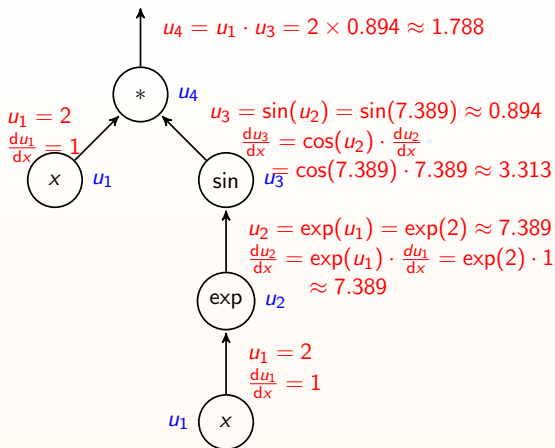 u₄ = u₁ · u₃ = 2 × 0.894 ≈ 1.788
* u₄
u₁ = 2
du₁/dx = 1
x u₁
u₃ = sin(u₂) = sin(7.389) ≈ 0.894
du₃/dx = cos(u₂) · du₂/dx
= cos(7.389) · 7.389 ≈ 3.313
sin u₃
u₂ = exp(u₁) = exp(2) ≈ 7.389
du₂/dx = exp(u₁) · du₁/dx = exp(2) · 1
≈ 7.389
exp u₂
u₁ = 2
du₁/dx = 1
u₁ x